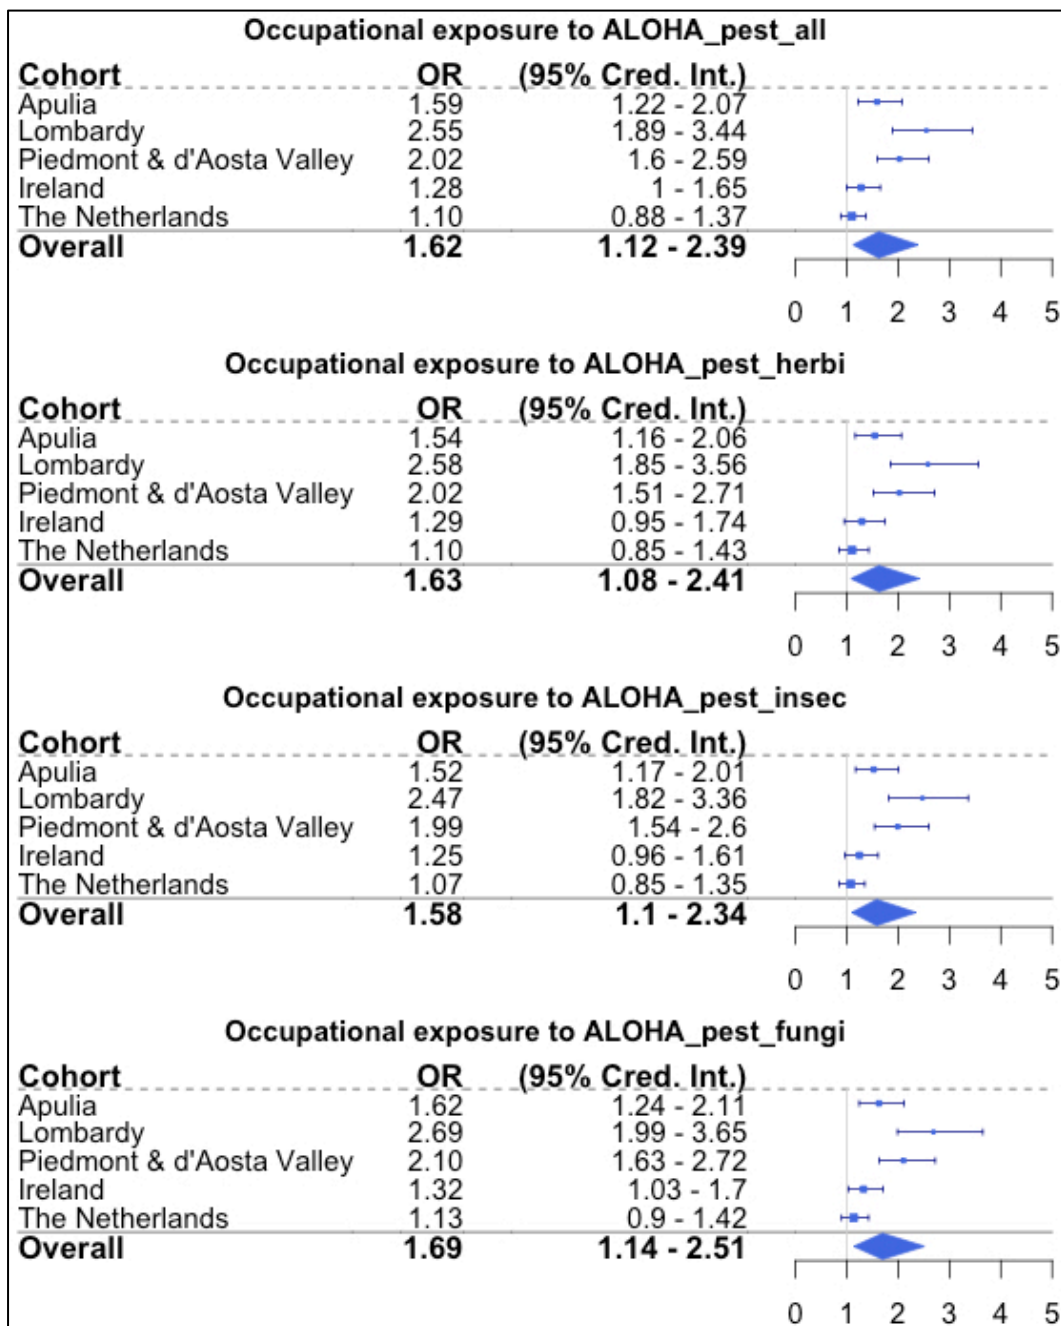 Occupational exposure to ALOHA_pest_all
Cohort OR (95% Cred. Int.)
Apulia 1.59 1.22 - 2.07
Lombardy 2.55 1.89 - 3.44
Piedmont & d'Aosta Valley 2.02 1.6 - 2.59
Ireland 1.28 1 - 1.65
The Netherlands 1.10 0.88 - 1.37
Overall 1.62 1.12 - 2.39
0 1 2 3 4 5
Occupational exposure to ALOHA_pest_herbi
Cohort OR (95% Cred. Int.)
Apulia 1.54 1.16 - 2.06
Lombardy 2.58 1.85 - 3.56
Piedmont & d'Aosta Valley 2.02 1.51 - 2.71
Ireland 1.29 0.95 - 1.74
The Netherlands 1.10 0.85 - 1.43
Overall 1.63 1.08 - 2.41
0 1 2 3 4 5
Occupational exposure to ALOHA_pest_insec
Cohort OR (95% Cred. Int.)
Apulia 1.52 1.17 - 2.01
Lombardy 2.47 1.82 - 3.36
Piedmont & d'Aosta Valley 1.99 1.54 - 2.6
Ireland 1.25 0.96 - 1.61
The Netherlands 1.07 0.85 - 1.35
Overall 1.58 1.1 - 2.34
0 1 2 3 4 5
Occupational exposure to ALOHA_pest_fungi
Cohort OR (95% Cred. Int.)
Apulia 1.62 1.24 - 2.11
Lombardy 2.69 1.99 - 3.65
Piedmont & d'Aosta Valley 2.10 1.63 - 2.72
Ireland 1.32 1.03 - 1.7
The Netherlands 1.13 0.9 - 1.42
Overall 1.69 1.14 - 2.51
0 1 2 3 4 5